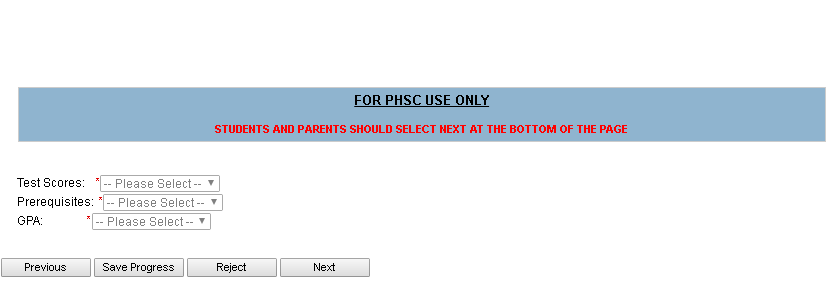 FOR PHSC USE ONLY
STUDENTS AND PARENTS SHOULD SELECT NEXT AT THE BOTTOM OF THE PAGE
Test Scores: * -- Please Select --
Prerequisites: * -- Please Select --
GPA: * -- Please Select --
Previous Save Progress Reject Next